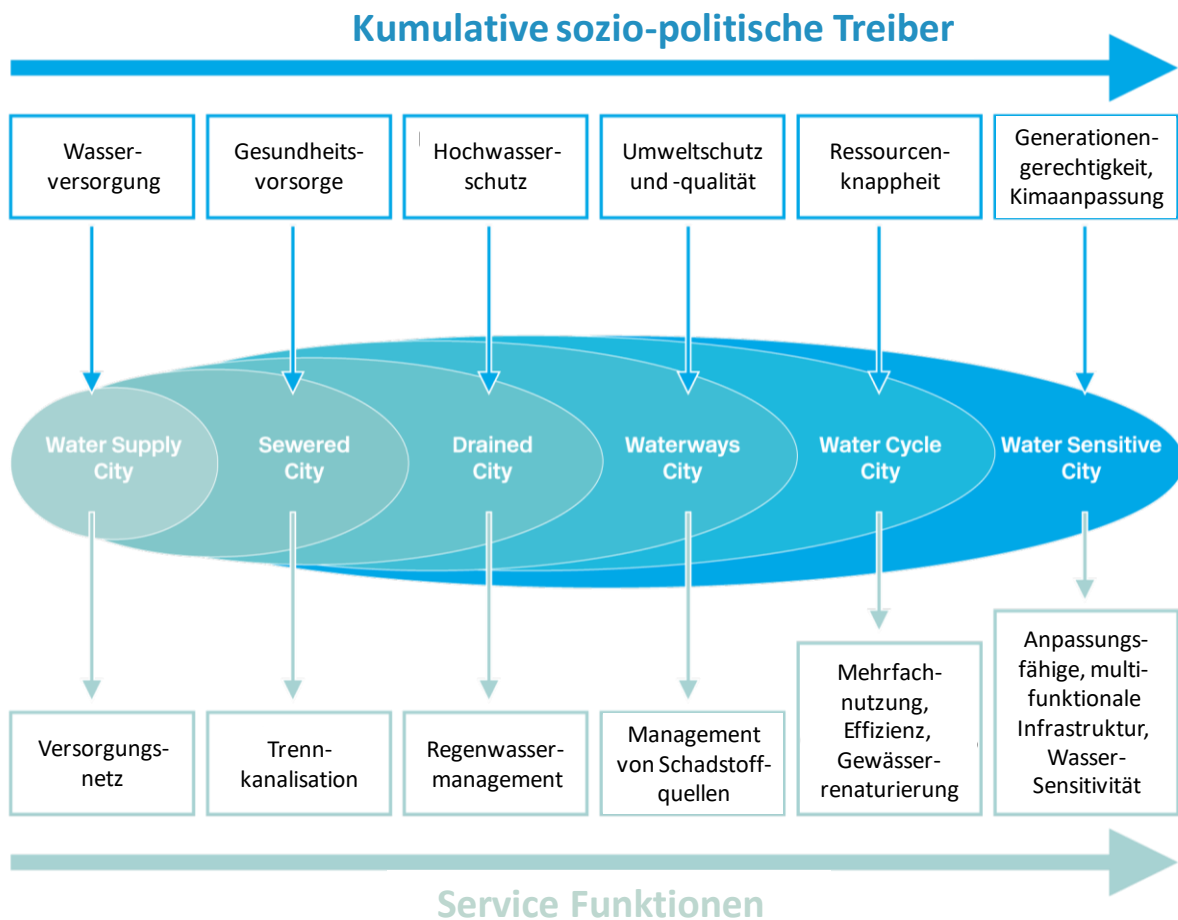 Kumulative sozio-politische Treiber
Wasser-
versorgung
Gesundheits-
vorsorge
Hochwasser-
schutz
Umweltschutz
und -qualität
Ressourcen-
knappheit
Generationen-
gerechtigkeit,
Kimaanpassung
Water Supply
City
Sewered
City
Drained
City
Waterways
City
Water Cycle
City
Water Sensitive
City
Versorgungs-
netz
Trenn-
kanalisation
Regenwasser-
management
Management
von Schadstoff-
quellen
Mehrfach-
nutzung,
Effizienz,
Gewässer-
renaturierung
Anpassungs-
fähige, multi-
funktionale
Infrastruktur,
Wasser-
Sensitivität
Service Funktionen